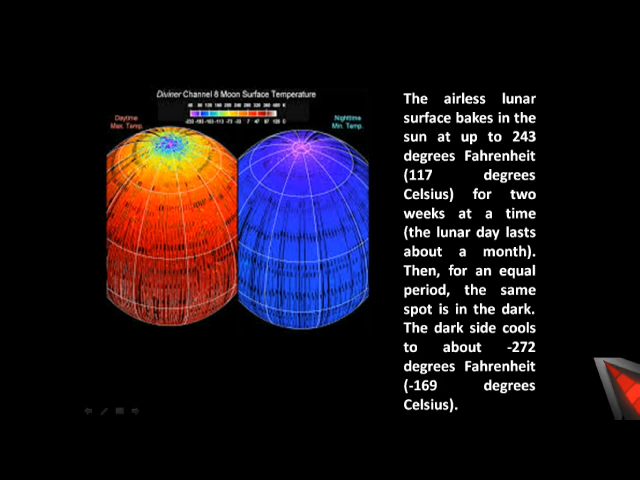 Diviner Channel 8 Moon Surface Temperature
Daytime
Max. Temp.
K
C
Nighttime
Min. Temp.
The airless lunar
surface bakes in the
sun at up to 243
degrees Fahrenheit
(117 degrees
Celsius) for two
weeks at a time
(the lunar day lasts
about a month).
Then, for an equal
period, the same
spot is in the dark.
The dark side cools
to about -272
degrees Fahrenheit
(-169 degrees
Celsius).